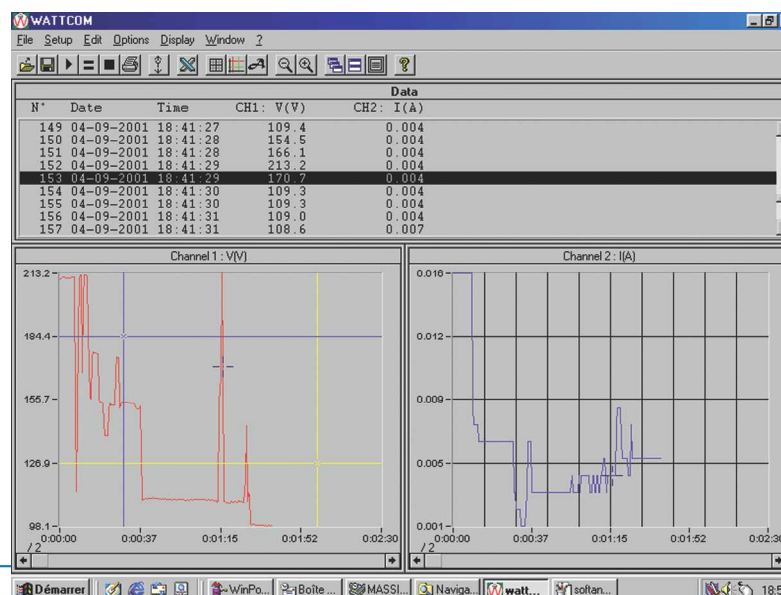 WATTCOM
File Setup Edit Options Display Window ?
Data
N° Date Time CH1: V(V) CH2: I(A)
149 04-09-2001 18:41:27 109.4 0.004
150 04-09-2001 18:41:28 154.5 0.004
151 04-09-2001 18:41:28 166.1 0.004
152 04-09-2001 18:41:29 213.2 0.004
153 04-09-2001 18:41:29 170.7 0.004
154 04-09-2001 18:41:30 109.3 0.004
155 04-09-2001 18:41:30 109.3 0.004
156 04-09-2001 18:41:31 109.0 0.004
157 04-09-2001 18:41:31 108.6 0.007
Channel 1 : V(V)
213.2
184.4
155.7
126.9
98.1
0:00:00 0:00:37 0:01:15 0:01:52 0:02:30
/ 2
Channel 2 : I(A)
0.016
0.012
0.009
0.005
0.001
0:00:00 0:00:37 0:01:15 0:01:52 0:02:30
/ 2
Démarrer WinPo... Boîte ... MASSI... Naviga... watt... softan...